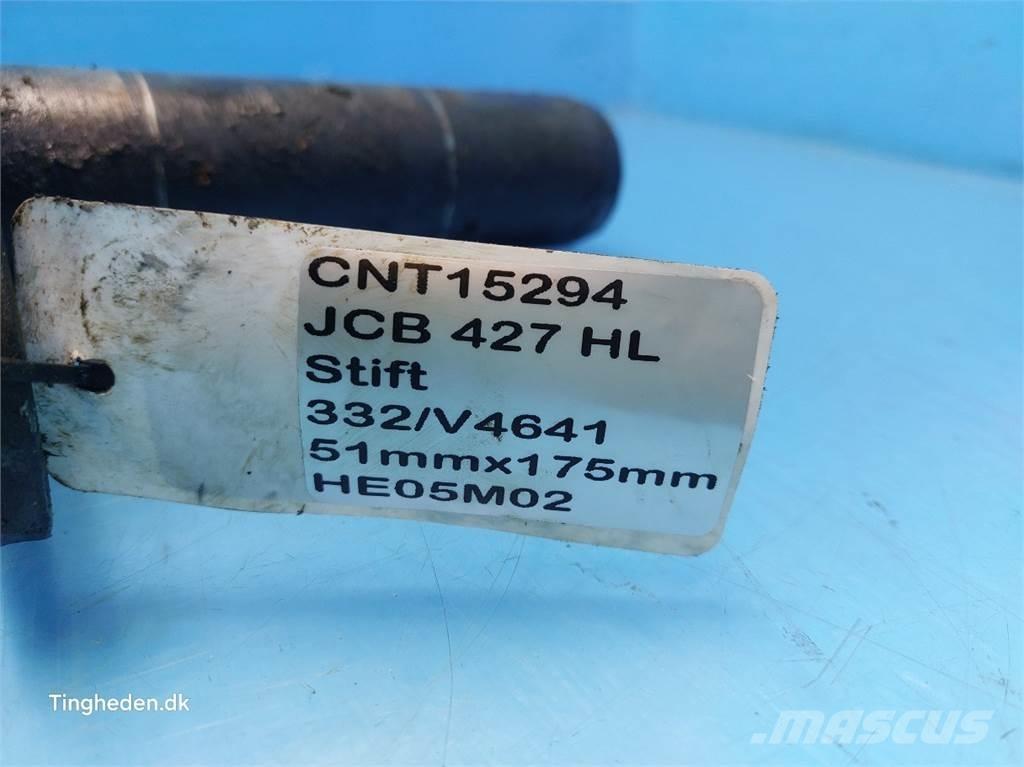 CNT15294
JCB 427 HL
Stift
332/V4641
51mmx175mm
HE05M02
Tingheden.dk
MASCUS